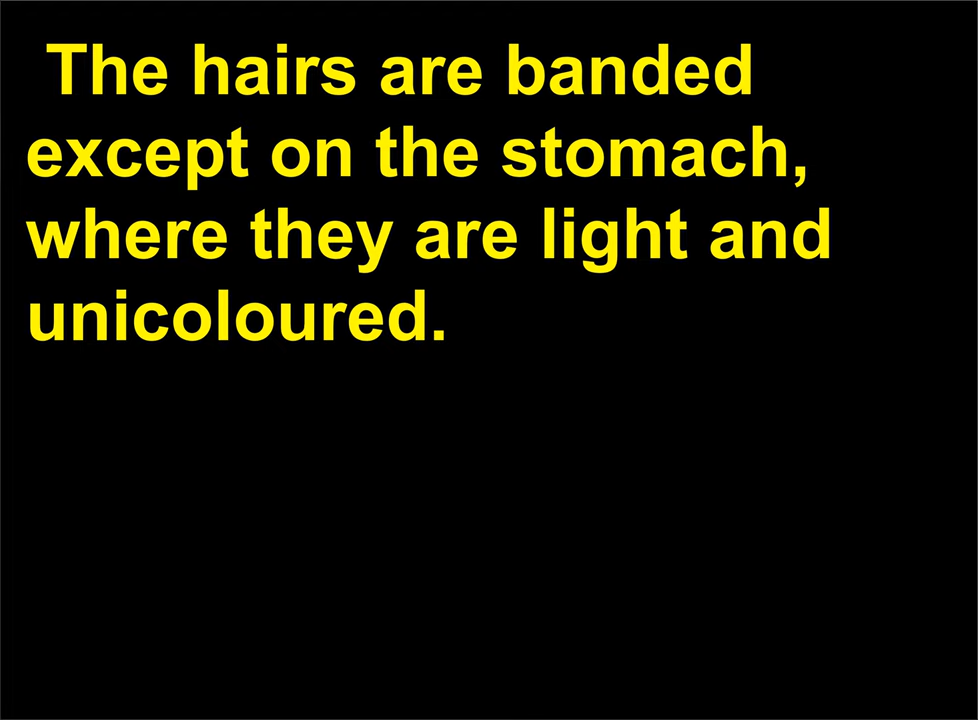 The hairs are banded
except on the stomach,
where they are light and
unicoloured.